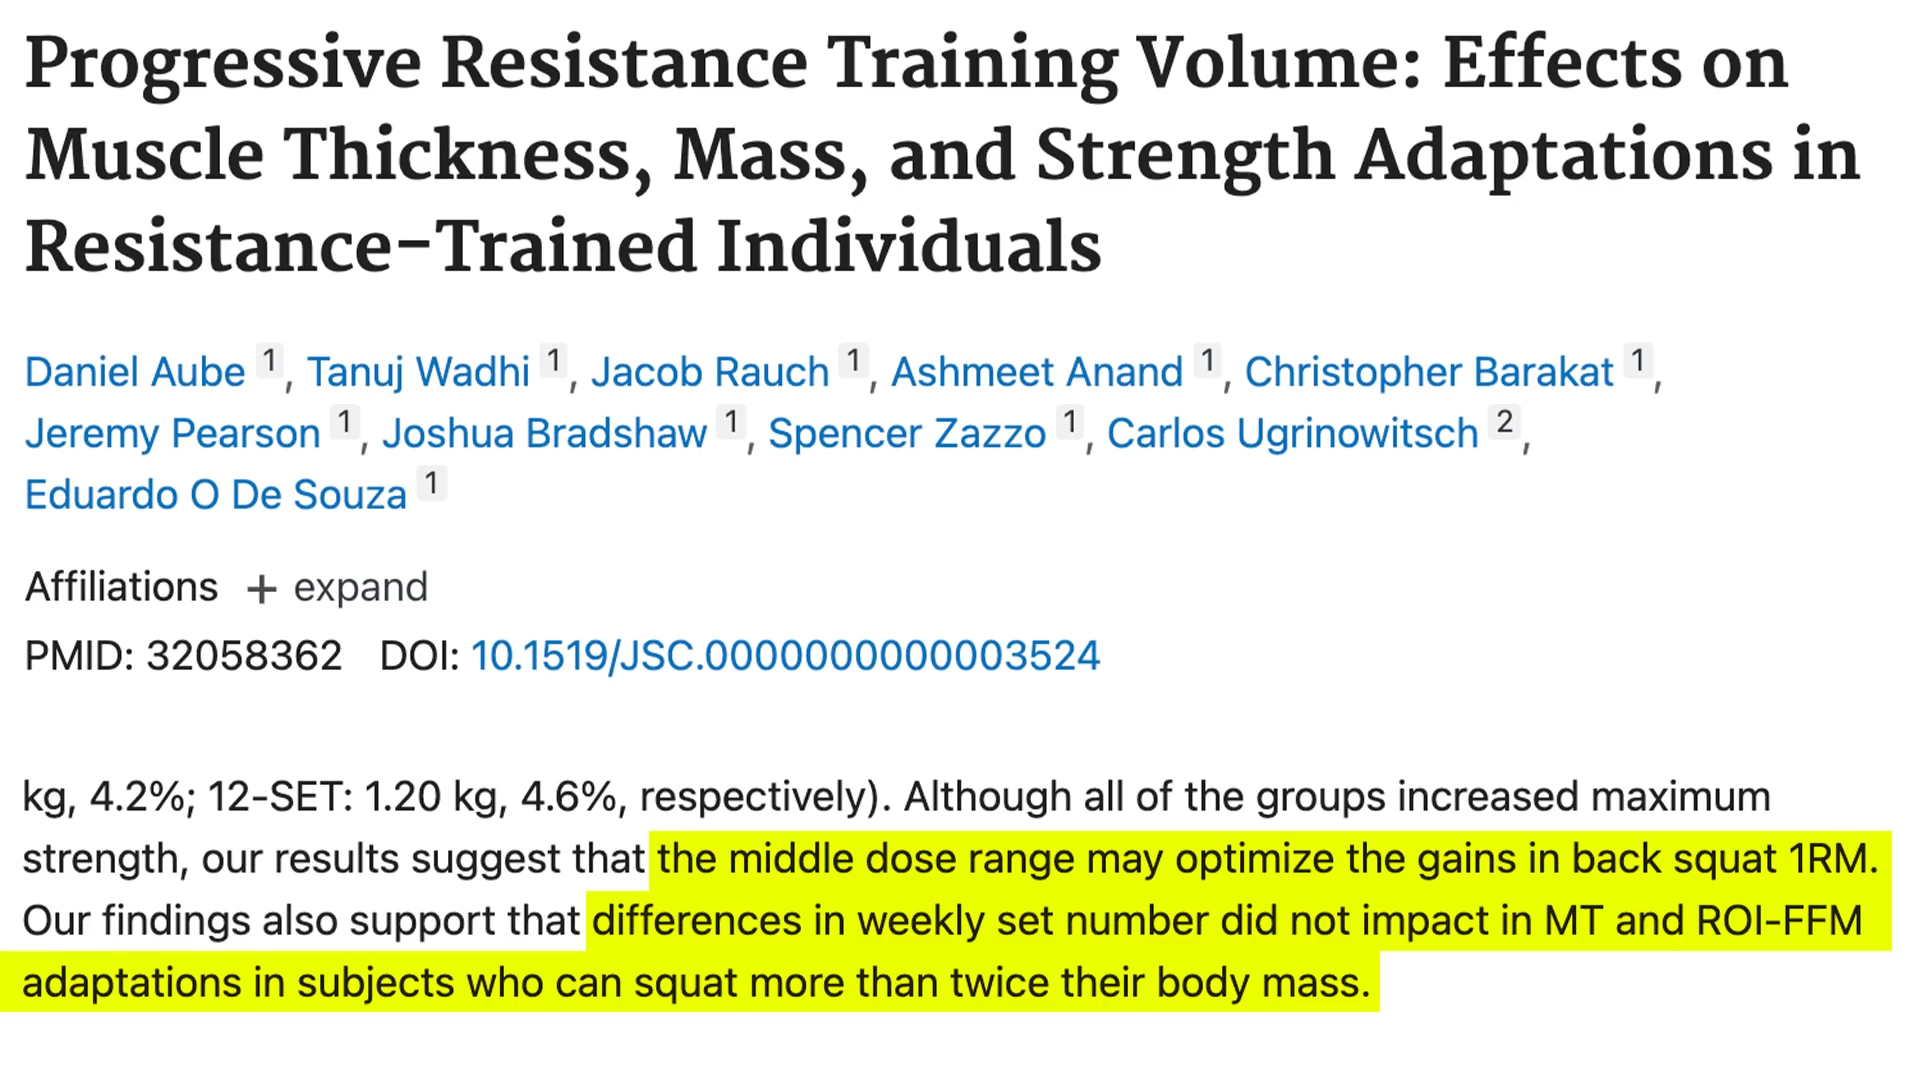 Progressive Resistance Training Volume: Effects on
Muscle Thickness, Mass, and Strength Adaptations in
Resistance-Trained Individuals
Daniel Aube 1, Tanuj Wadhi 1, Jacob Rauch 1, Ashmeet Anand 1, Christopher Barakat 1,
Jeremy Pearson 1, Joshua Bradshaw 1, Spencer Zazzo 1, Carlos Ugrinowitsch 2,
Eduardo O De Souza 1
Affiliations + expand
PMID: 32058362 DOI: 10.1519/JSC.0000000000003524
kg, 4.2%; 12-SET: 1.20 kg, 4.6%, respectively). Although all of the groups increased maximum
strength, our results suggest that the middle dose range may optimize the gains in back squat 1RM.
Our findings also support that differences in weekly set number did not impact in MT and ROI-FFM
adaptations in subjects who can squat more than twice their body mass.